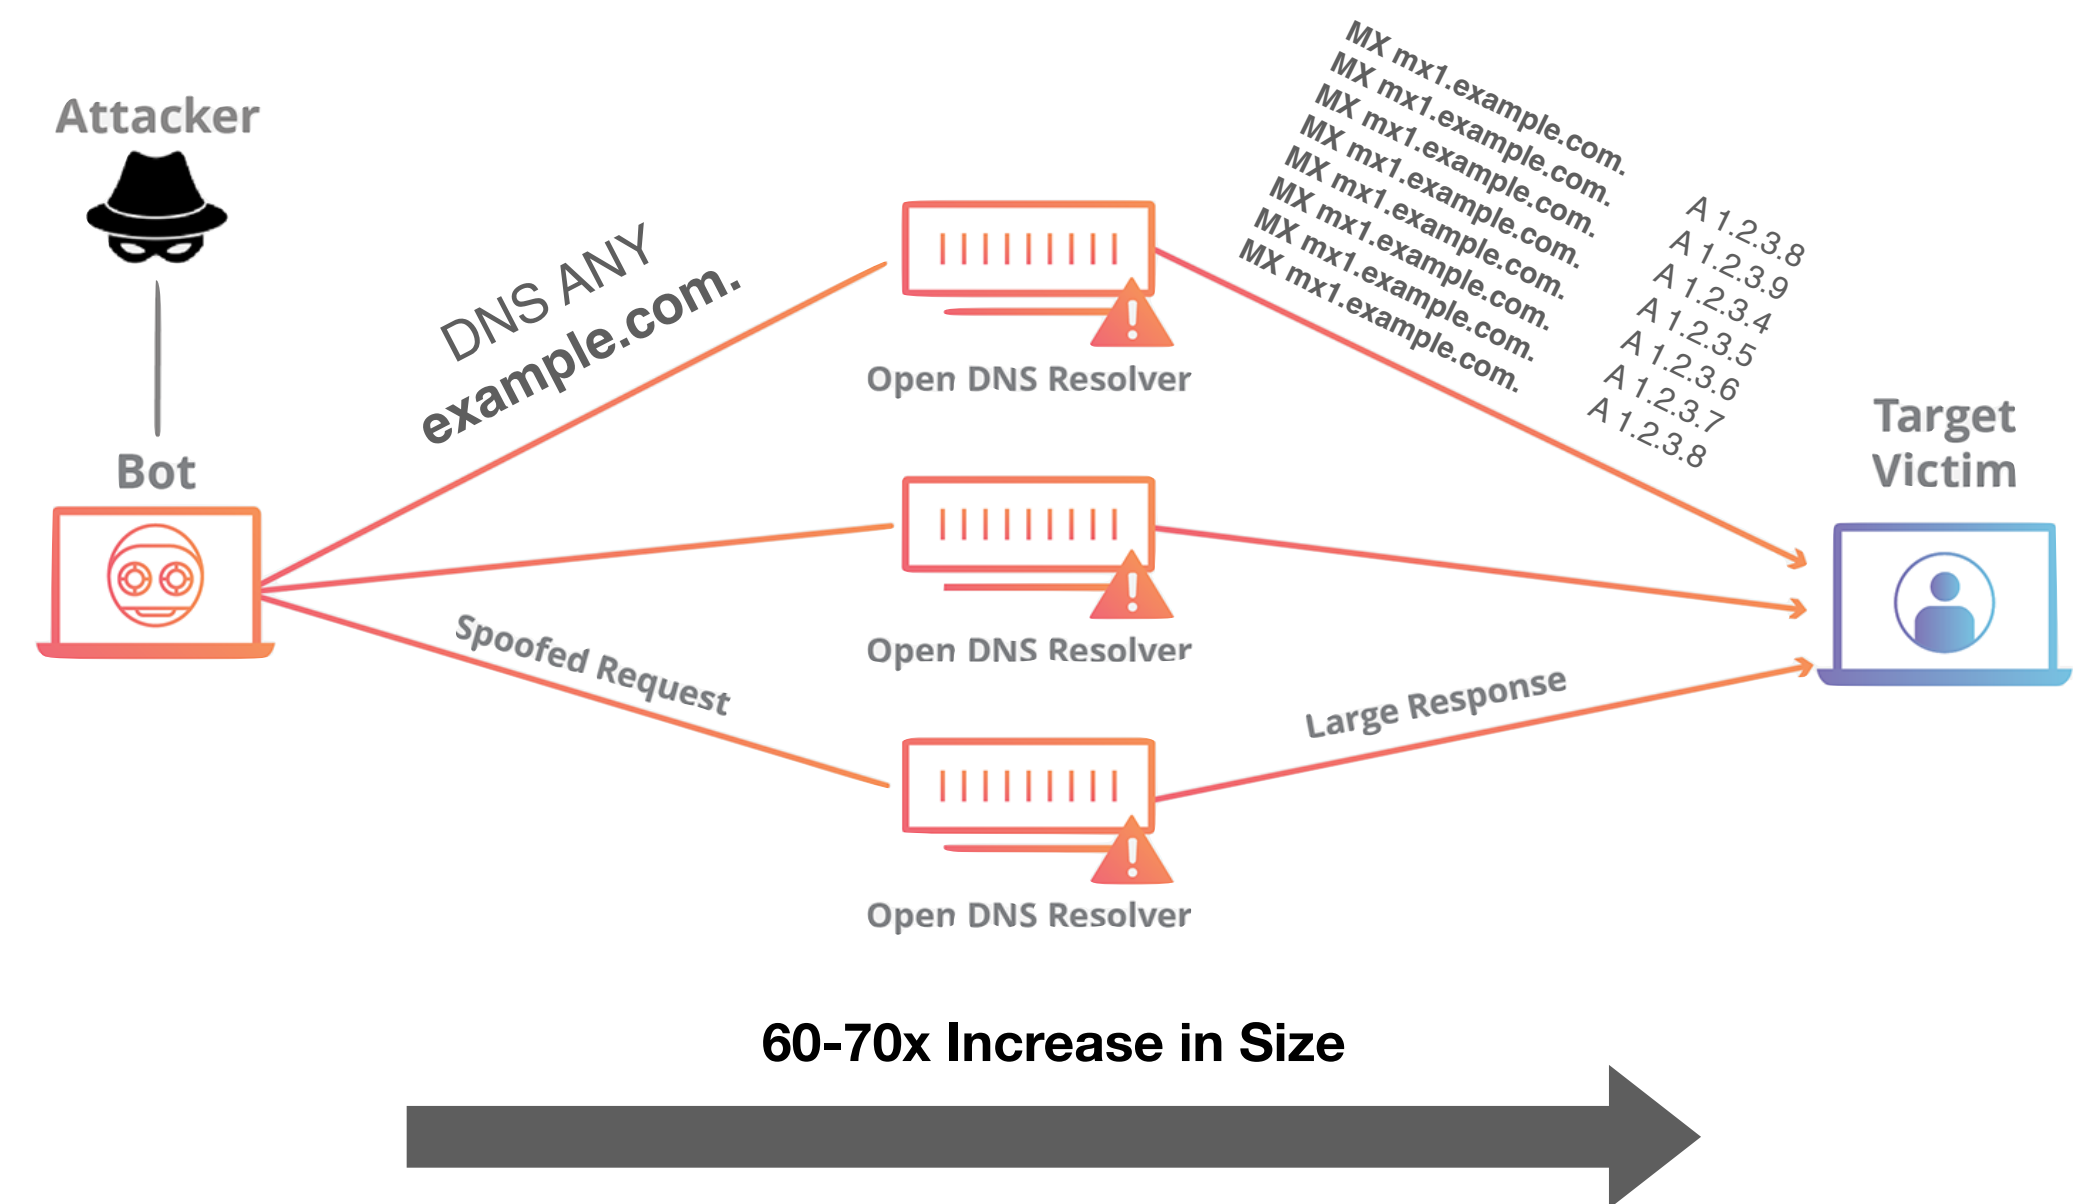 Attacker
Bot
DNS ANY
example.com.
Spoofed Request
Open DNS Resolver
Open DNS Resolver
Open DNS Resolver
MX mx1.example.com.
MX mx1.example.com.
MX mx1.example.com.
MX mx1.example.com.
MX mx1.example.com.
MX mx1.example.com.
MX mx1.example.com.
MX mx1.example.com.
A 1.2.3.8
A 1.2.3.9
A 1.2.3.4
A 1.2.3.5
A 1.2.3.6
A 1.2.3.7
A 1.2.3.8
Large Response
Target
Victim
60-70x Increase in Size